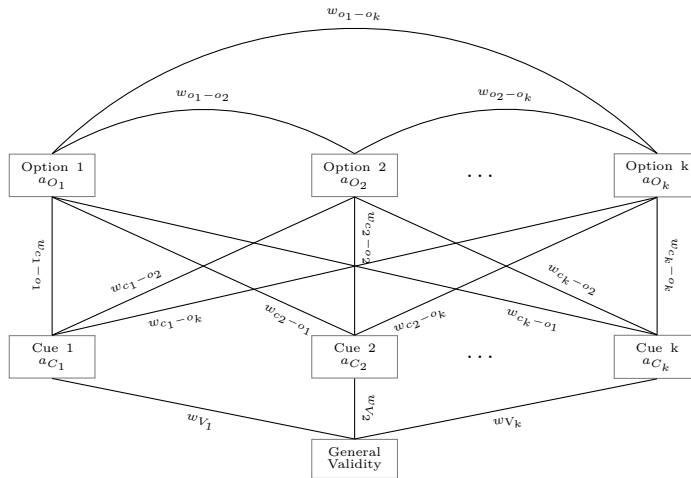 w_{o_1-o_k}
w_{o_1-o_2}
w_{o_2-o_k}
Option 1
a_{O_1}
Option 2
a_{O_2}
...
Option k
a_{O_k}
w_{c_1-o_1}
w_{c_1-o_2}
w_{c_1-o_k}
w_{c_2-o_1}
w_{c_2-o_2}
w_{c_2-o_k}
w_{c_k-o_1}
w_{c_k-o_2}
w_{c_k-o_k}
Cue 1
a_{C_1}
Cue 2
a_{C_2}
...
Cue k
a_{C_k}
w_{V_1}
w_{V_2}
w_{V_k}
General
Validity